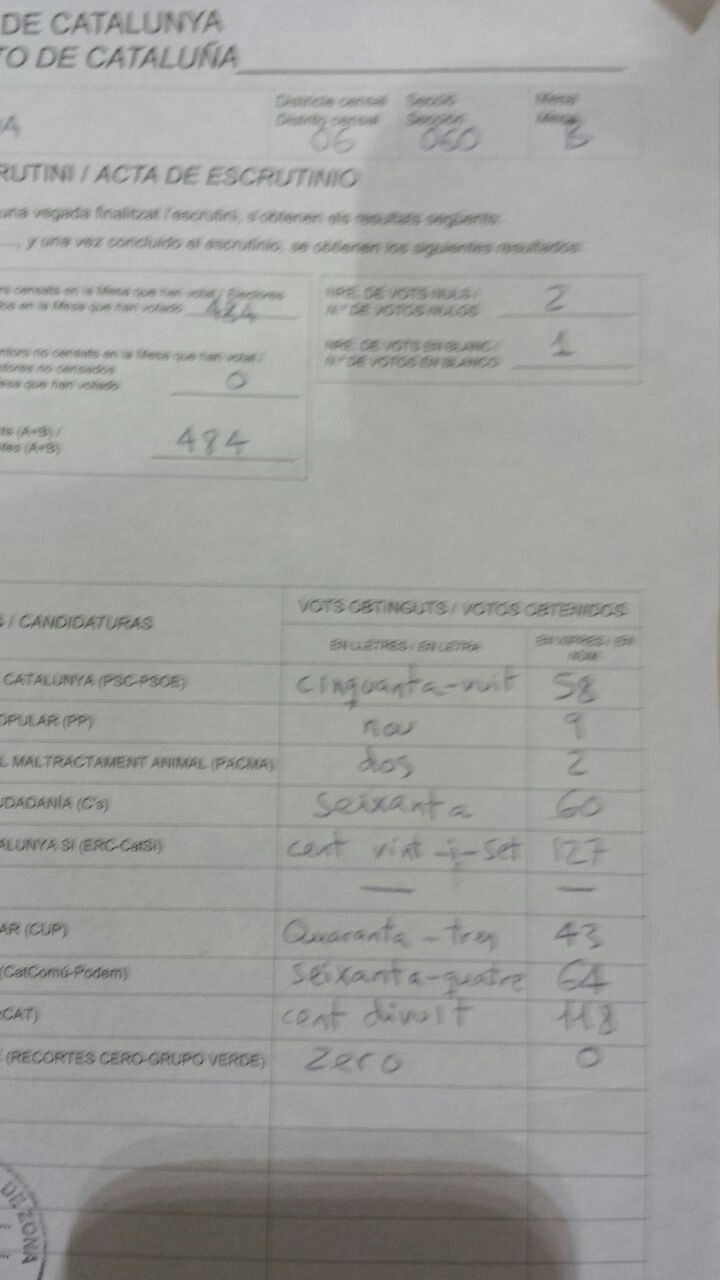 DE CATALUNYA
TO DE CATALUÑA
Districte censal Secció Mesa
Distrito censal Sección Mesa
06 060 B
RUTINI / ACTA DE ESCRUTINIO
una vegada finalitzat l'escrutini, s'obtenen els resultats següents:
...., y una vez concluido el escrutinio, se obtienen los siguientes resultados:
rs censats en la Mesa que han votat / Electores
dos en la Mesa que han votado 484
NRE. DE VOTS NULS /
N.º DE VOTOS NULOS 2
NRE. DE VOTS EN BLANC /
N.º DE VOTOS EN BLANCO 1
ntors no censats en la Mesa que han votat /
tores no censados
esa que han votado 0
ts (A+B) /
tes (A+B) 484
S / CANDIDATURAS
VOTS OBTINGUTS / VOTOS OBTENIDOS
EN LLETRES / EN LETRA
EN XIFRES / EN NÚM.
CATALUNYA (PSC-PSOE) Cinquanta-vuit 58
OPULAR (PP) nou 9
L MALTRACTAMENT ANIMAL (PACMA) dos 2
UDADANÍA (C's) Seixanta 60
ALUNYA SÍ (ERC-CatSí) cent vint-i-set 127
— —
AR (CUP) Quaranta-tres 43
(CatComú-Podem) Seixanta-quatre 64
CAT) cent divuit 118
E (RECORTES CERO-GRUPO VERDE) Zero 0
DE ZONA